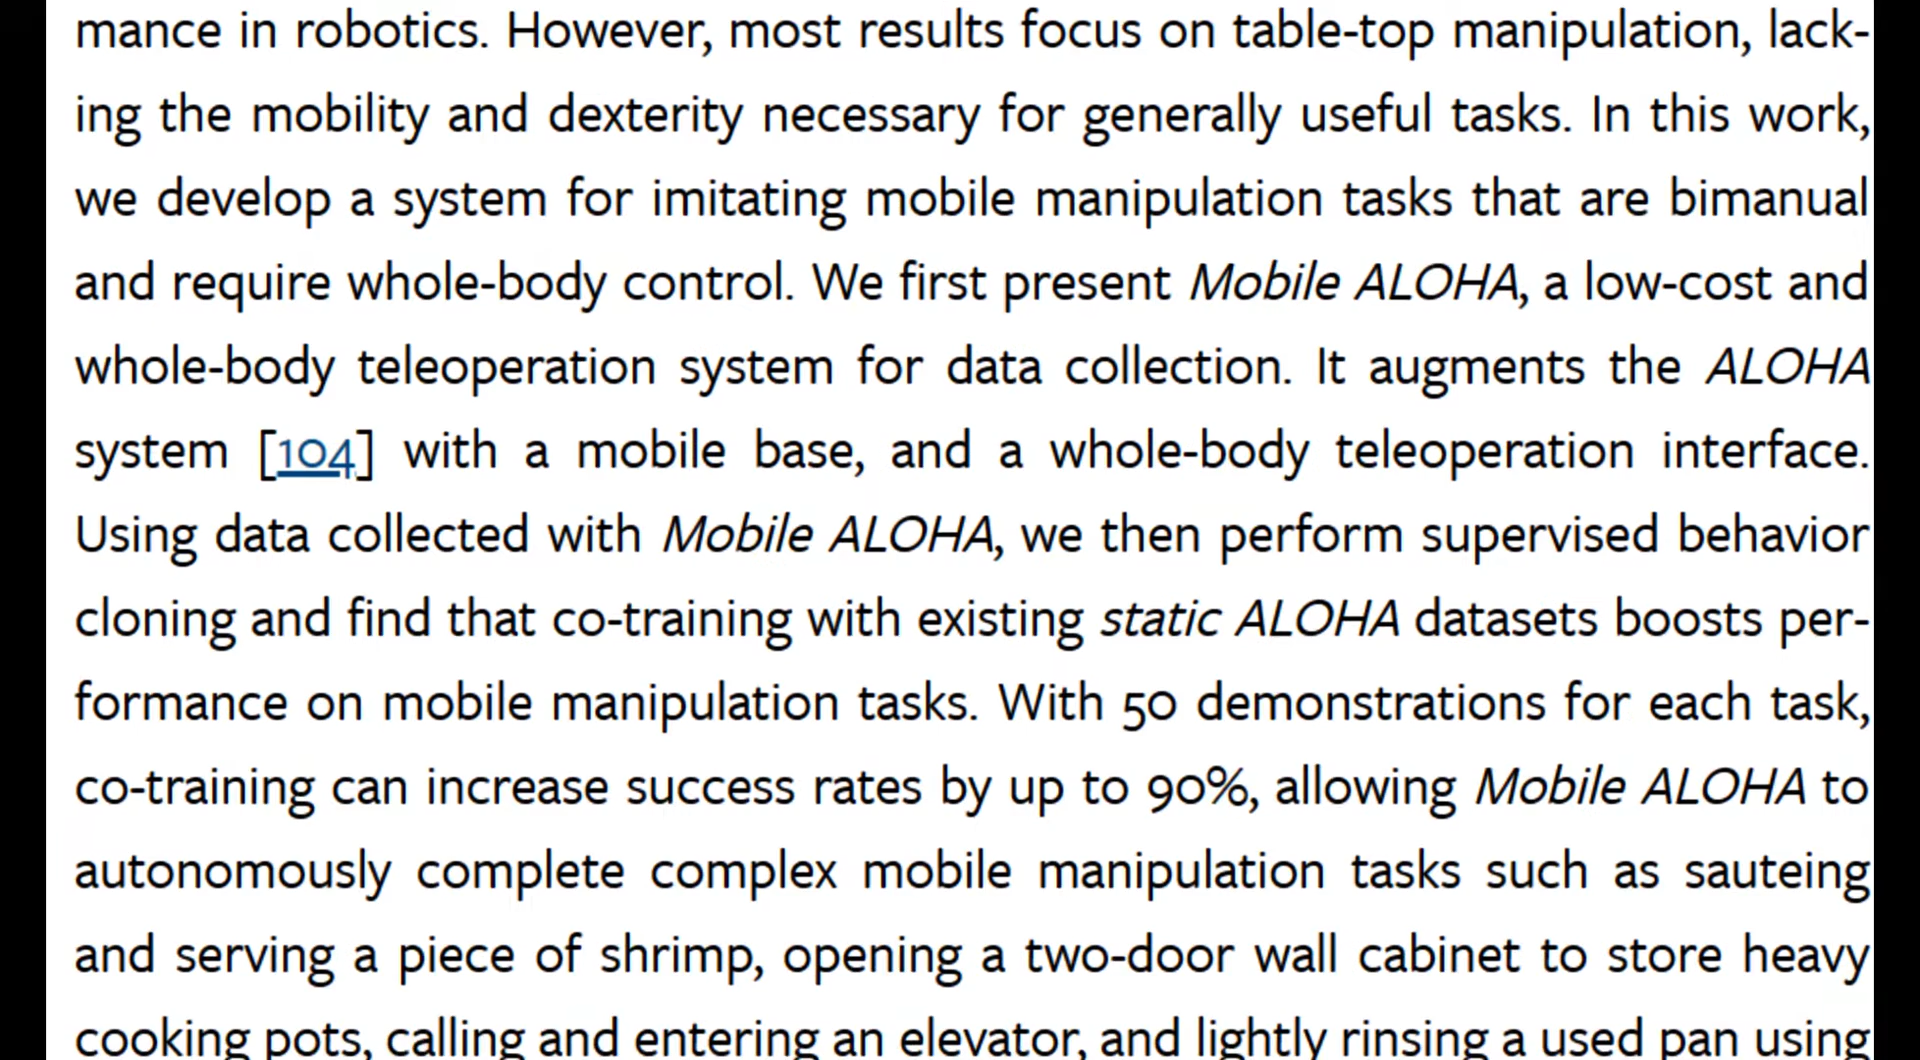 mance in robotics. However, most results focus on table-top manipulation, lack-
ing the mobility and dexterity necessary for generally useful tasks. In this work,
we develop a system for imitating mobile manipulation tasks that are bimanual
and require whole-body control. We first present Mobile ALOHA, a low-cost and
whole-body teleoperation system for data collection. It augments the ALOHA
system [104] with a mobile base, and a whole-body teleoperation interface.
Using data collected with Mobile ALOHA, we then perform supervised behavior
cloning and find that co-training with existing static ALOHA datasets boosts per-
formance on mobile manipulation tasks. With 50 demonstrations for each task,
co-training can increase success rates by up to 90%, allowing Mobile ALOHA to
autonomously complete complex mobile manipulation tasks such as sauteing
and serving a piece of shrimp, opening a two-door wall cabinet to store heavy
cooking pots, calling and entering an elevator, and lightly rinsing a used pan using